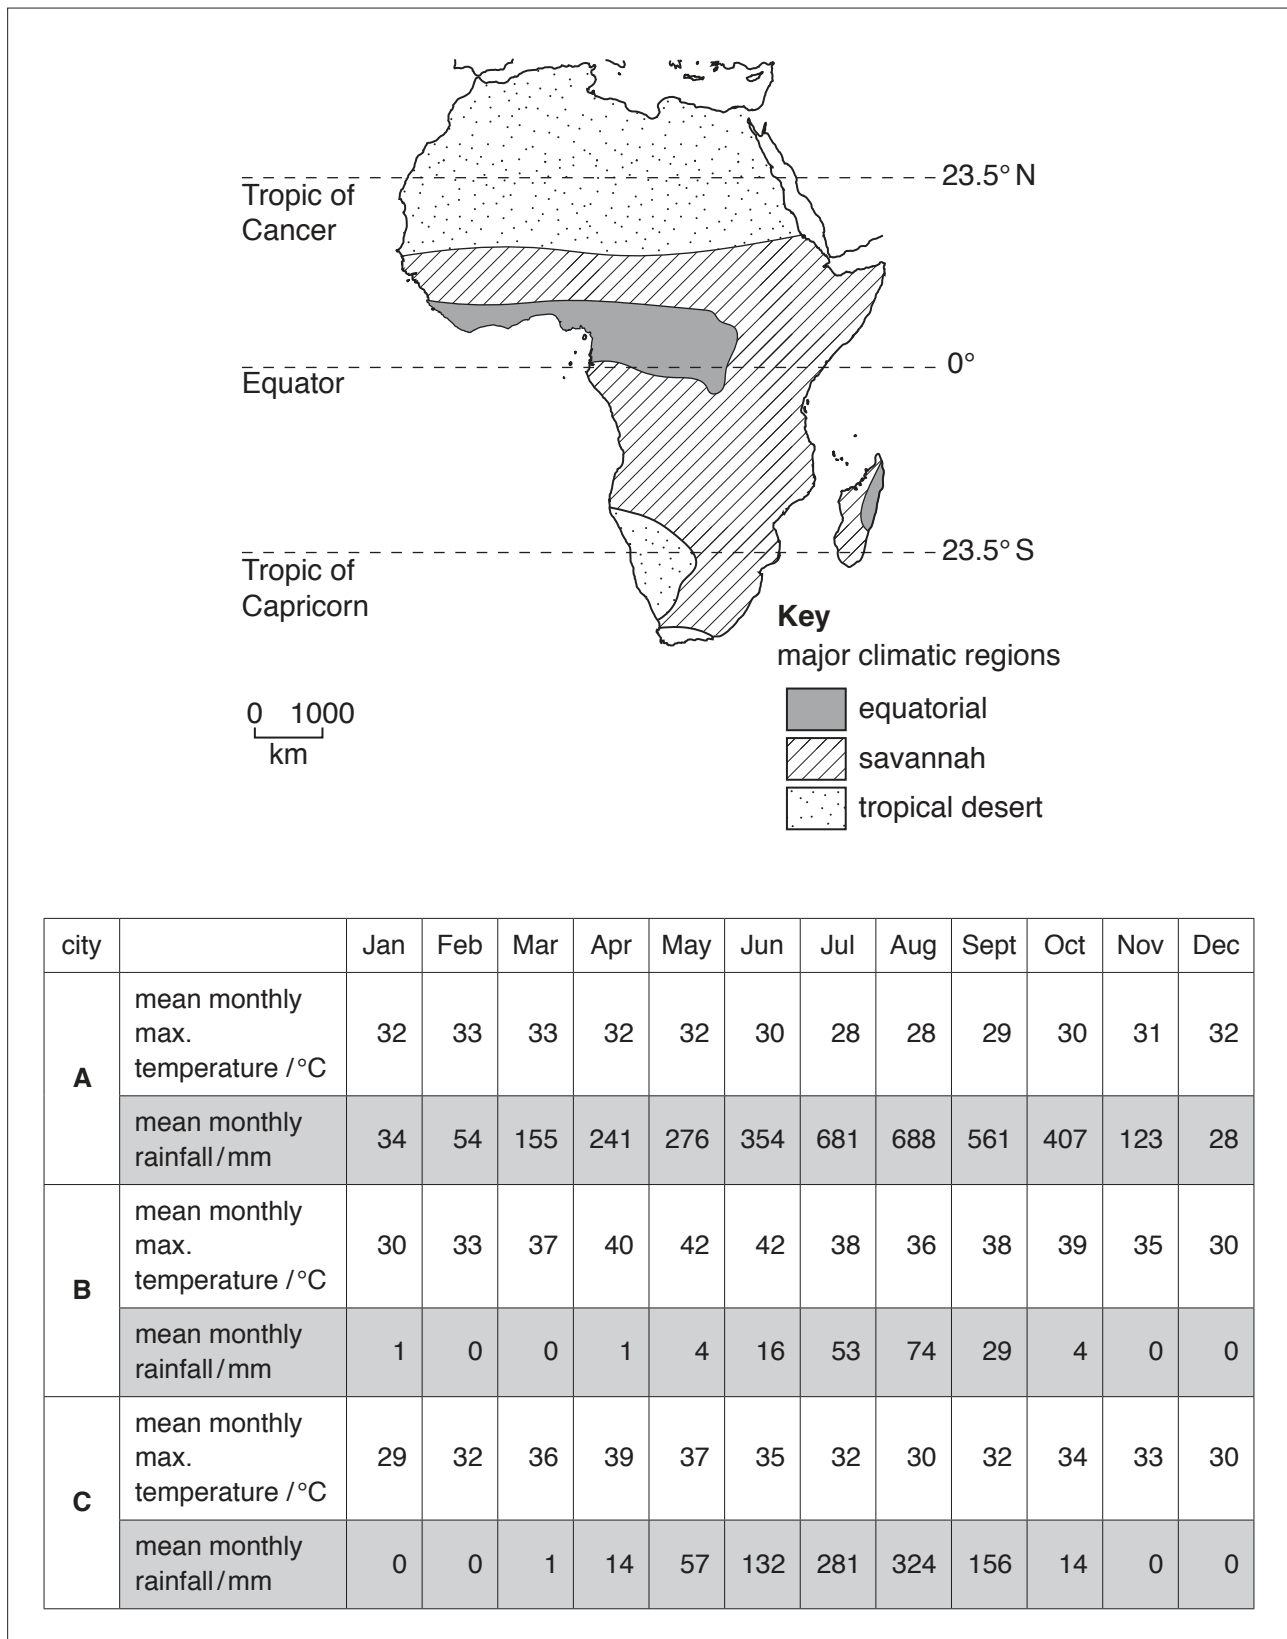 23.5° N
Tropic of
Cancer
0°
Equator
23.5° S
Tropic of
Capricorn
Key
major climatic regions
equatorial
savannah
tropical desert
0 1000
km
city Jan Feb Mar Apr May Jun Jul Aug Sept Oct Nov Dec
A
mean monthly
max.
temperature / °C
32 33 33 32 32 30 28 28 29 30 31 32
mean monthly
rainfall / mm
34 54 155 241 276 354 681 688 561 407 123 28
B
mean monthly
max.
temperature / °C
30 33 37 40 42 42 38 36 38 39 35 30
mean monthly
rainfall / mm
1 0 0 1 4 16 53 74 29 4 0 0
C
mean monthly
max.
temperature / °C
29 32 36 39 37 35 32 30 32 34 33 30
mean monthly
rainfall / mm
0 0 1 14 57 132 281 324 156 14 0 0